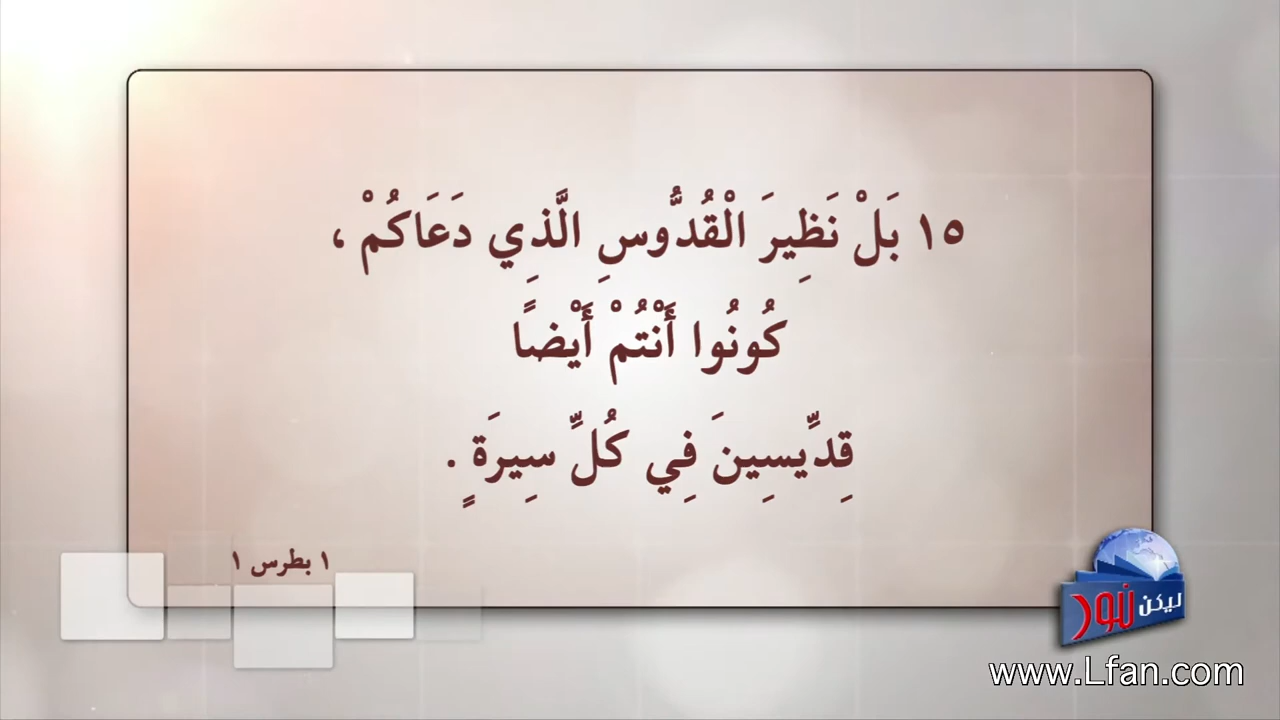 ١٥ بَلْ نَظِيرَ الْقُدُّوسِ الَّذِي دَعَاكُمْ ،
كُونُوا أَنْتُمْ أَيْضًا
قِدِّيسِينَ فِي كُلِّ سِيرَةٍ .
١ بطرس ١
ليكن نور
www.Lfan.com